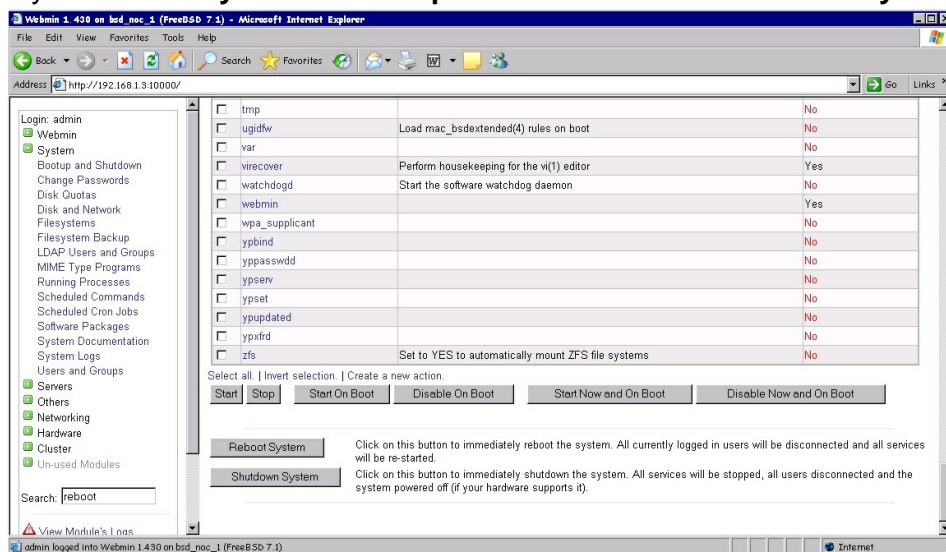 Webmin 1.430 on bsd_noc_1 (FreeBSD 7.1) - Microsoft Internet Explorer
File Edit View Favorites Tools Help
Back Search Favorites
Address http://192.168.1.3:10000/ Go Links »
Login: admin
Webmin
System
Bootup and Shutdown
Change Passwords
Disk Quotas
Disk and Network
Filesystems
Filesystem Backup
LDAP Users and Groups
MIME Type Programs
Running Processes
Scheduled Commands
Scheduled Cron Jobs
Software Packages
System Documentation
System Logs
Users and Groups
Servers
Others
Networking
Hardware
Cluster
Un-used Modules
Search: reboot
View Module's Logs
tmp No
ugidfw Load mac_bsdextended(4) rules on boot No
var No
virecover Perform housekeeping for the vi(1) editor Yes
watchdogd Start the software watchdog daemon No
webmin Yes
wpa_supplicant No
ypbind No
yppasswdd No
ypserv No
ypset No
ypupdated No
ypxfrd No
zfs Set to YES to automatically mount ZFS file systems No
Select all. | Invert selection. | Create a new action.
Start Stop Start On Boot Disable On Boot Start Now and On Boot Disable Now and On Boot
Reboot System Click on this button to immediately reboot the system. All currently logged in users will be disconnected and all services
will be re-started.
Shutdown System Click on this button to immediately shutdown the system. All services will be stopped, all users disconnected and the
system powered off (if your hardware supports it).
admin logged into Webmin 1.430 on bsd_noc_1 (FreeBSD 7.1) Internet